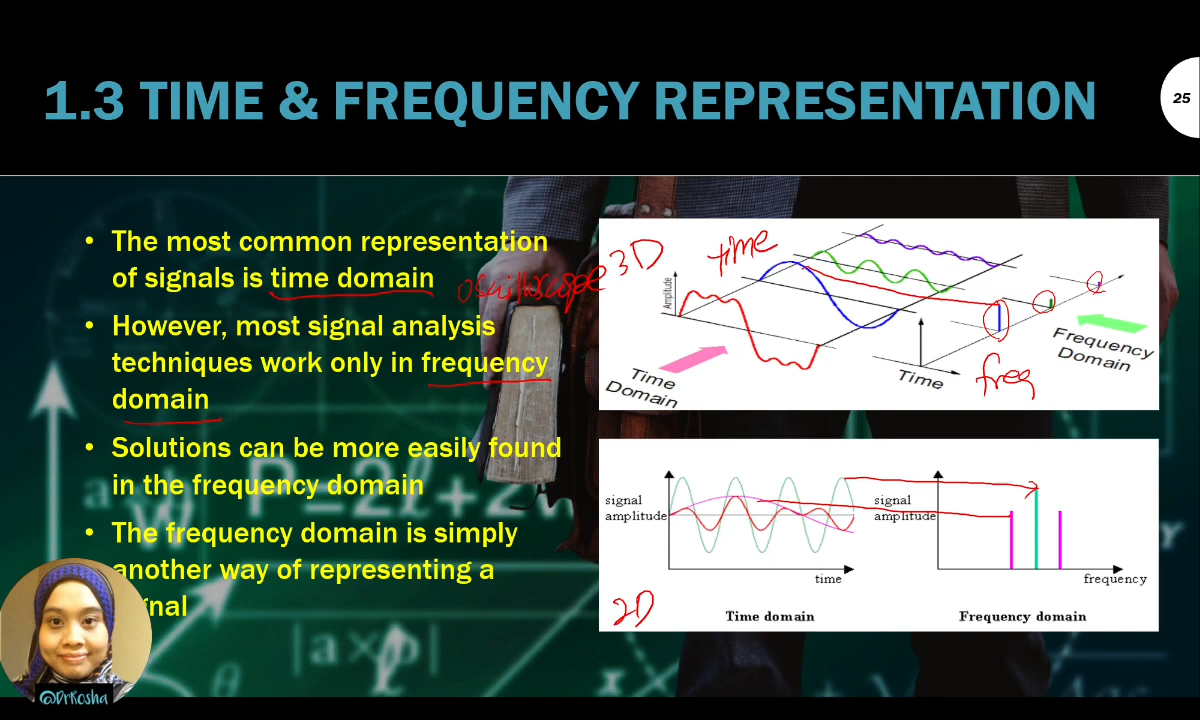 1.3 TIME & FREQUENCY REPRESENTATION
25
• The most common representation
of signals is time domain
oscilloscope
• However, most signal analysis
techniques work only in frequency
domain
• Solutions can be more easily found
in the frequency domain
• The frequency domain is simply
another way of representing a
gnal
@DrRosha
3D
time
Amplitude
Time
Domain
Time
freq
Frequency
Domain
signal
amplitude
time
Time domain
2D
signal
amplitude
frequency
Frequency domain
|axb|